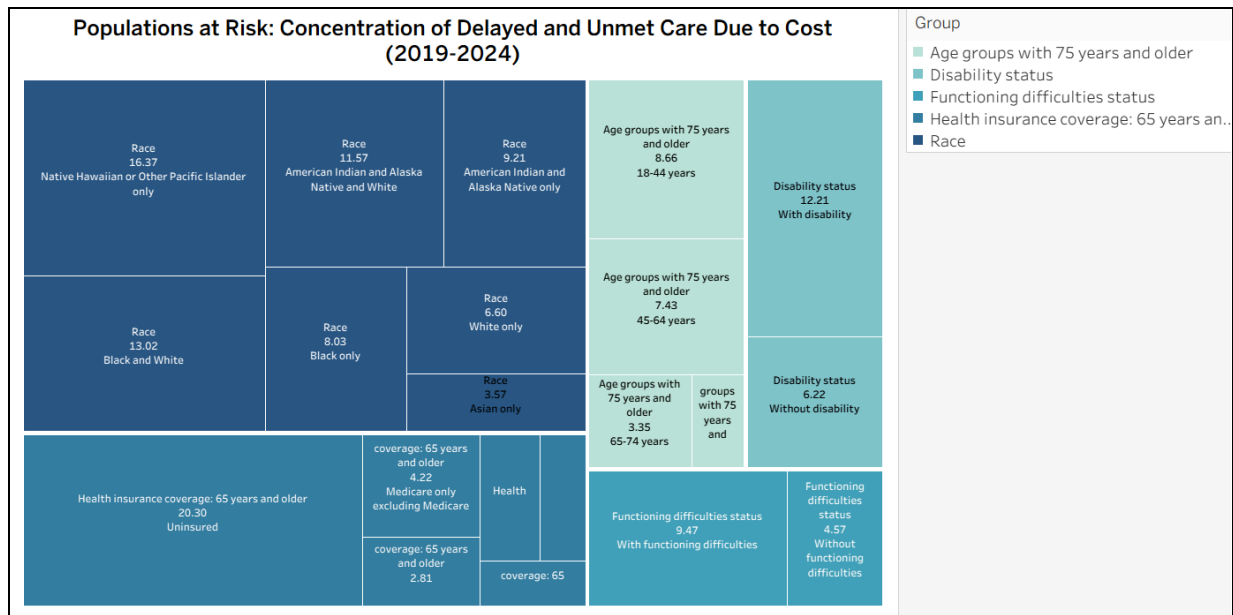 Populations at Risk: Concentration of Delayed and Unmet Care Due to Cost
(2019-2024)
Race
16.37
Native Hawaiian or Other Pacific Islander
only
Race
11.57
American Indian and Alaska
Native and White
Race
9.21
American Indian and
Alaska Native only
Race
13.02
Black and White
Race
8.03
Black only
Race
6.60
White only
Race
3.57
Asian only
Age groups with 75 years
and older
8.66
18-44 years
Age groups with 75 years
and older
7.43
45-64 years
Age groups with
75 years and
older
3.35
65-74 years
groups
with 75
years
and
Disability status
12.21
With disability
Disability status
6.22
Without disability
Health insurance coverage: 65 years and older
20.30
Uninsured
coverage: 65 years
and older
4.22
Medicare only
excluding Medicare
coverage: 65 years
and older
2.81
Health
coverage: 65
Functioning difficulties status
9.47
With functioning difficulties
Functioning
difficulties
status
4.57
Without
functioning
difficulties
Group
Age groups with 75 years and older
Disability status
Functioning difficulties status
Health insurance coverage: 65 years an..
Race